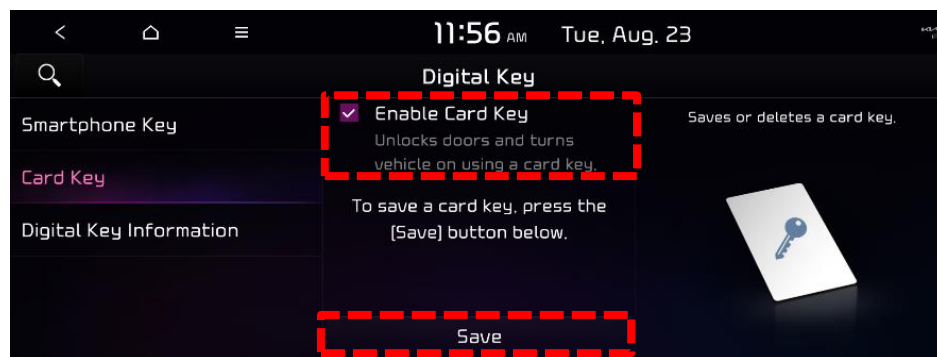 11:56 AM Tue, Aug. 23
Digital Key
Smartphone Key
Card Key
Digital Key Information
Enable Card Key
Unlocks doors and turns
vehicle on using a card key.
To save a card key, press the
[Save] button below.
Save
Saves or deletes a card key.